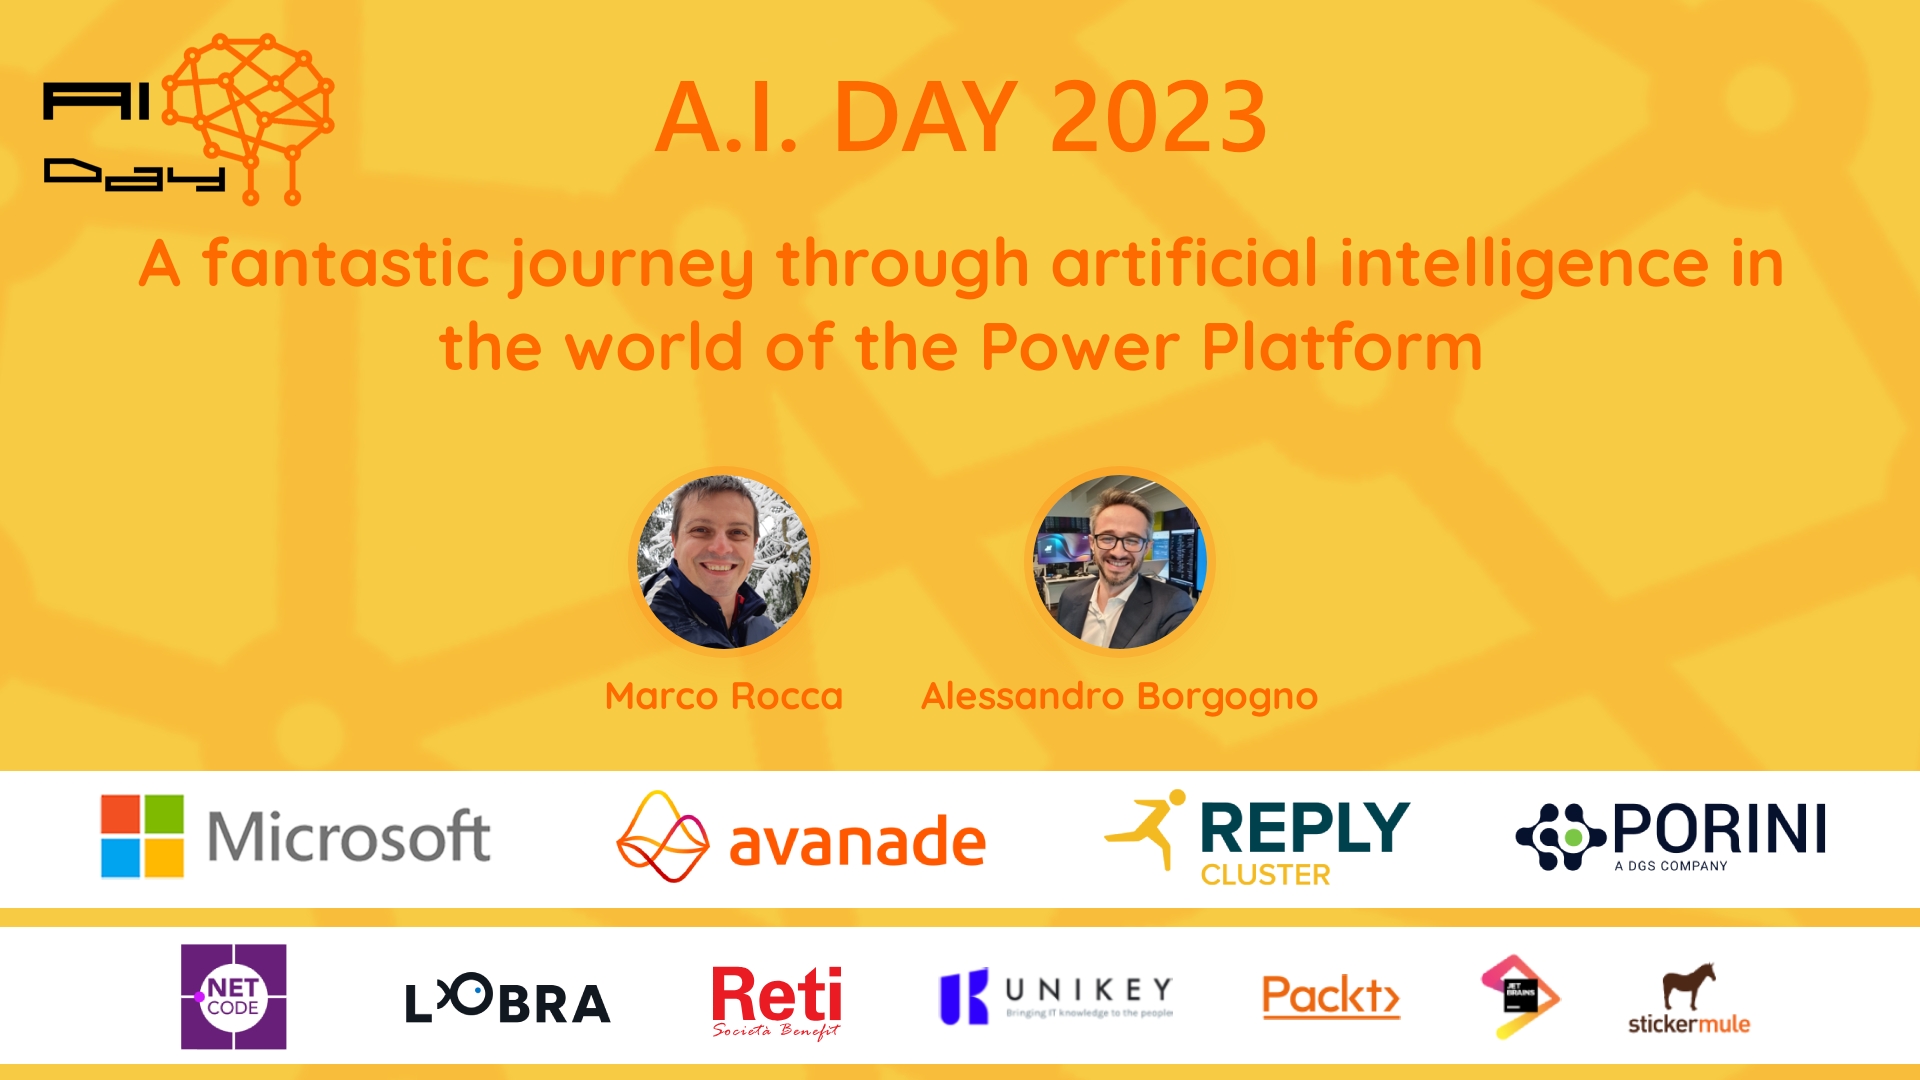 AI
Day
A.I. DAY 2023
A fantastic journey through artificial intelligence in
the world of the Power Platform
Marco Rocca
Alessandro Borgogno
Microsoft
avanade
REPLY
CLUSTER
PORINI
A DGS COMPANY
NET
CODE
LOBRA
Reti
Società Benefit
UNIKEY
Bringing IT knowledge to the people!
Packt>
JET
BRAINS
stickermule